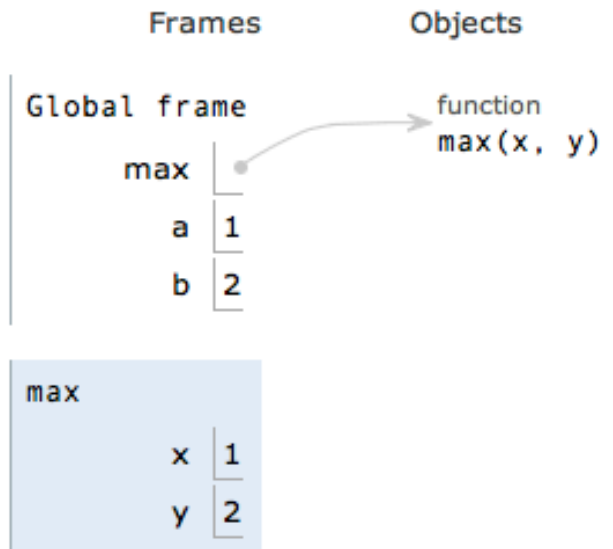 Frames Objects
Global frame function
max max(x, y)
a 1
b 2
max
x 1
y 2